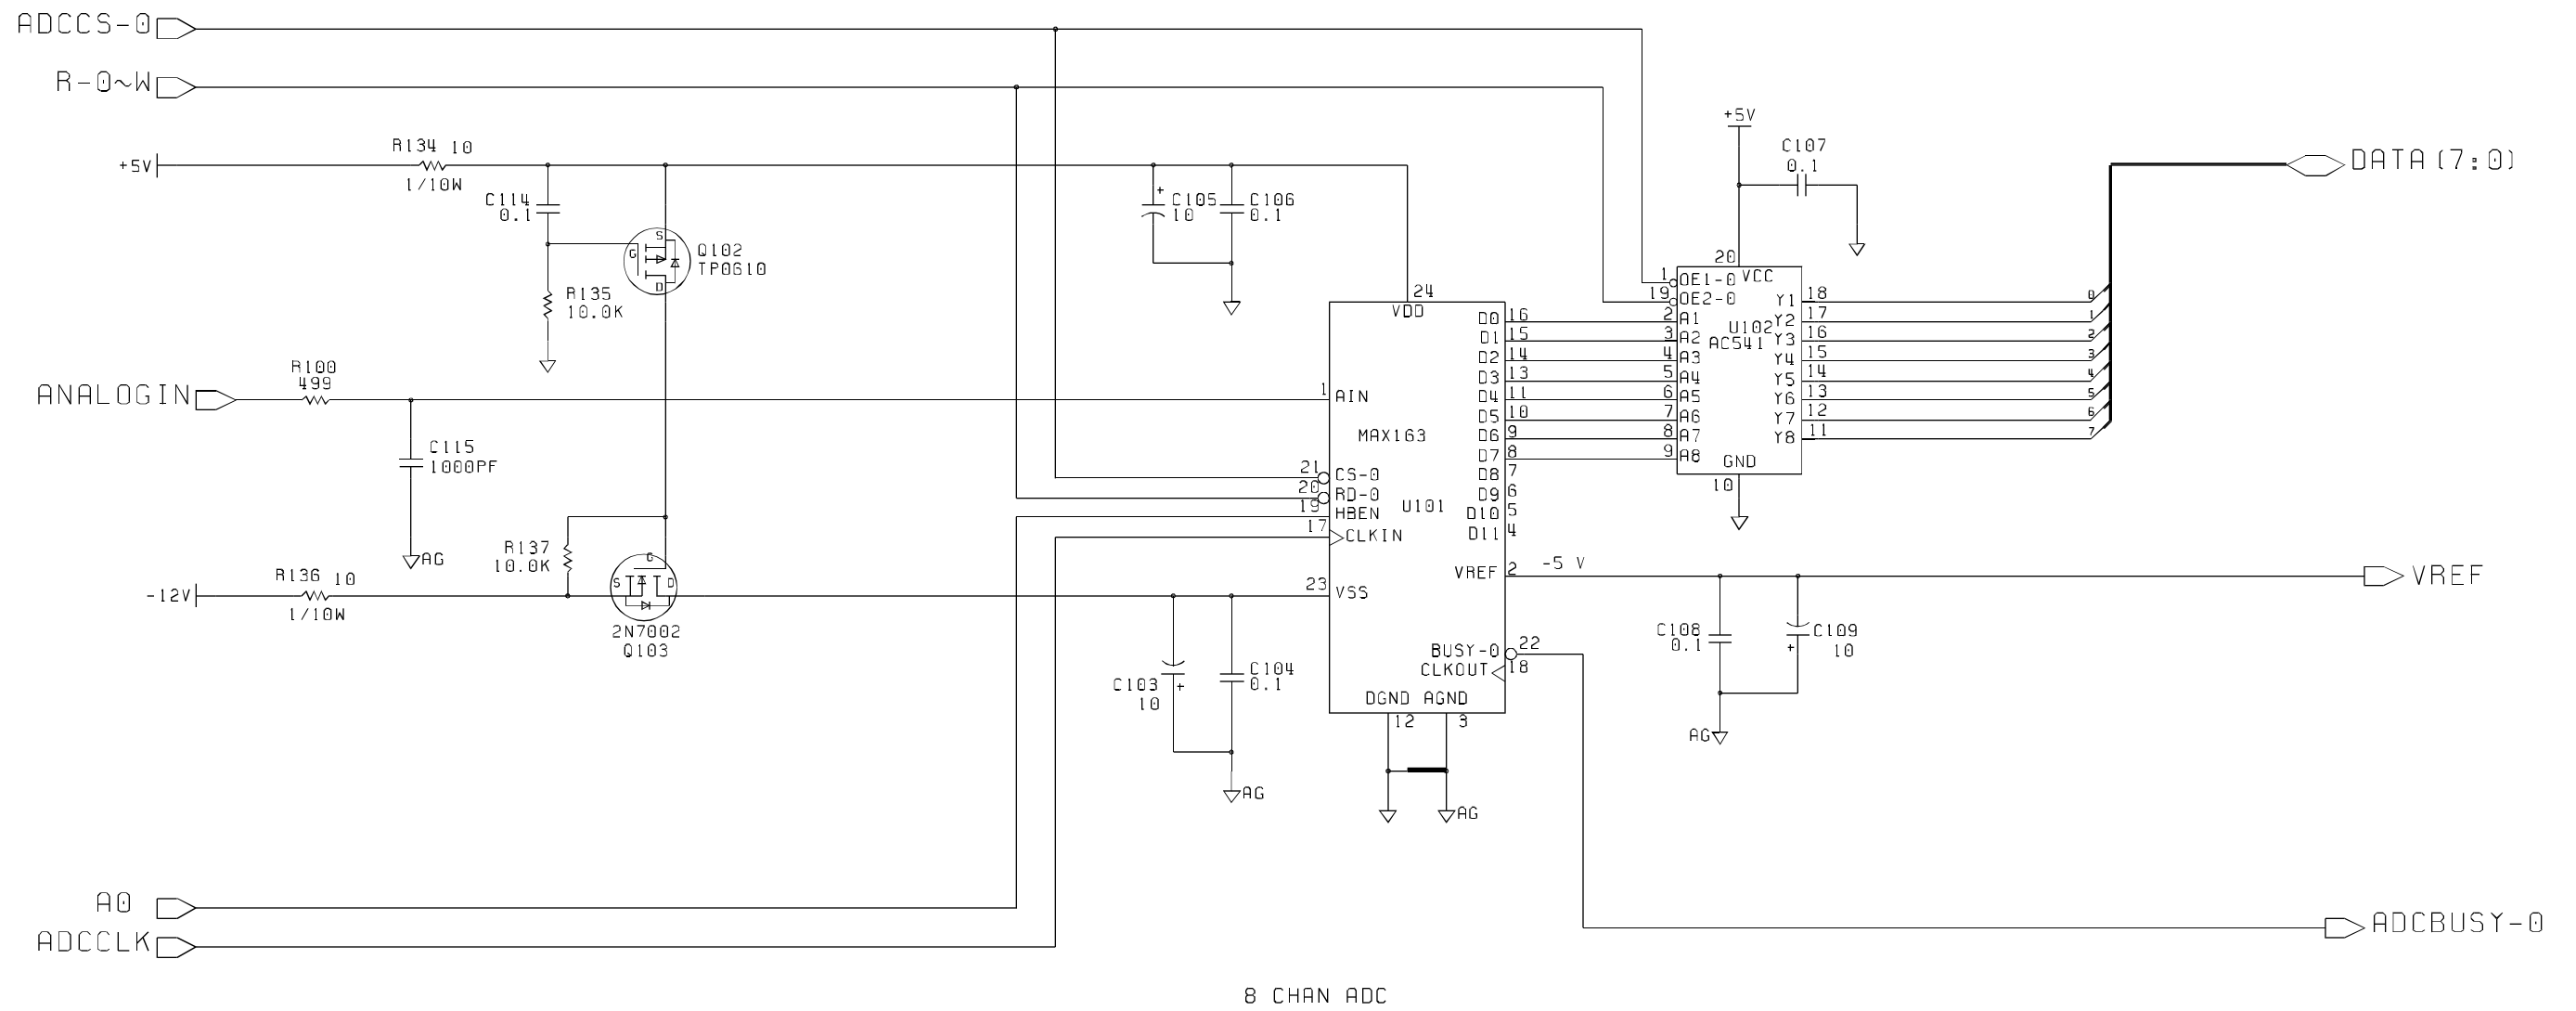 ADCCS-0
R-0~W
+5V
R134 10
1/10W
C114
0.1
S
G
D
Q102
TP0610
R135
10.0K
+
C105
10
C106
0.1
ANALOGIN
R100
499
C115
1000PF
AG
R137
10.0K
-12V
R136 10
1/10W
G
S
D
2N7002
Q103
C103
+
10
C104
0.1
AG
24
VDD
1 AIN
MAX163
U101
21 CS-0
20 RD-0
19 HBEN
17 CLKIN
23 VSS
D0 16
D1 15
D2 14
D3 13
D4 11
D5 10
D6 9
D7 8
D8 7
D9 6
D10 5
D11 4
VREF 2
-5 V
BUSY-0 22
CLKOUT 18
DGND AGND
12 3
AG
+5V
C107
0.1
20 VCC
1 OE1-0
19 OE2-0
2 A1
3 A2
4 A3
5 A4
6 A5
7 A6
8 A7
9 A8
U102
AC541
Y1 18
Y2 17
Y3 16
Y4 15
Y5 14
Y6 13
Y7 12
Y8 11
GND
10
0
1
2
3
4
5
6
7
DATA(7:0)
VREF
C108
0.1
C109
+
10
AG
A0
ADCCLK
ADCBUSY-0
8 CHAN ADC